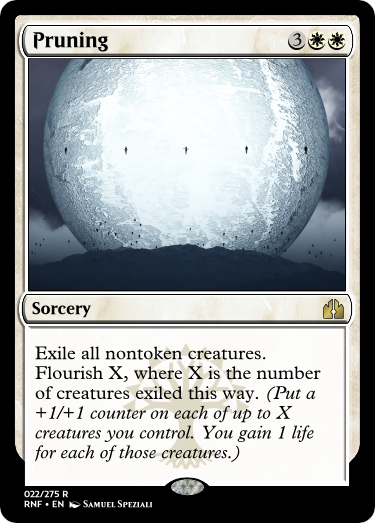 Pruning 3
Sorcery
Exile all nontoken creatures.
Flourish X, where X is the number
of creatures exiled this way. (Put a
+1/+1 counter on each of up to X
creatures you control. You gain 1 life
for each of those creatures.)
022/275 R
RNF • EN SAMUEL SPEZIALI